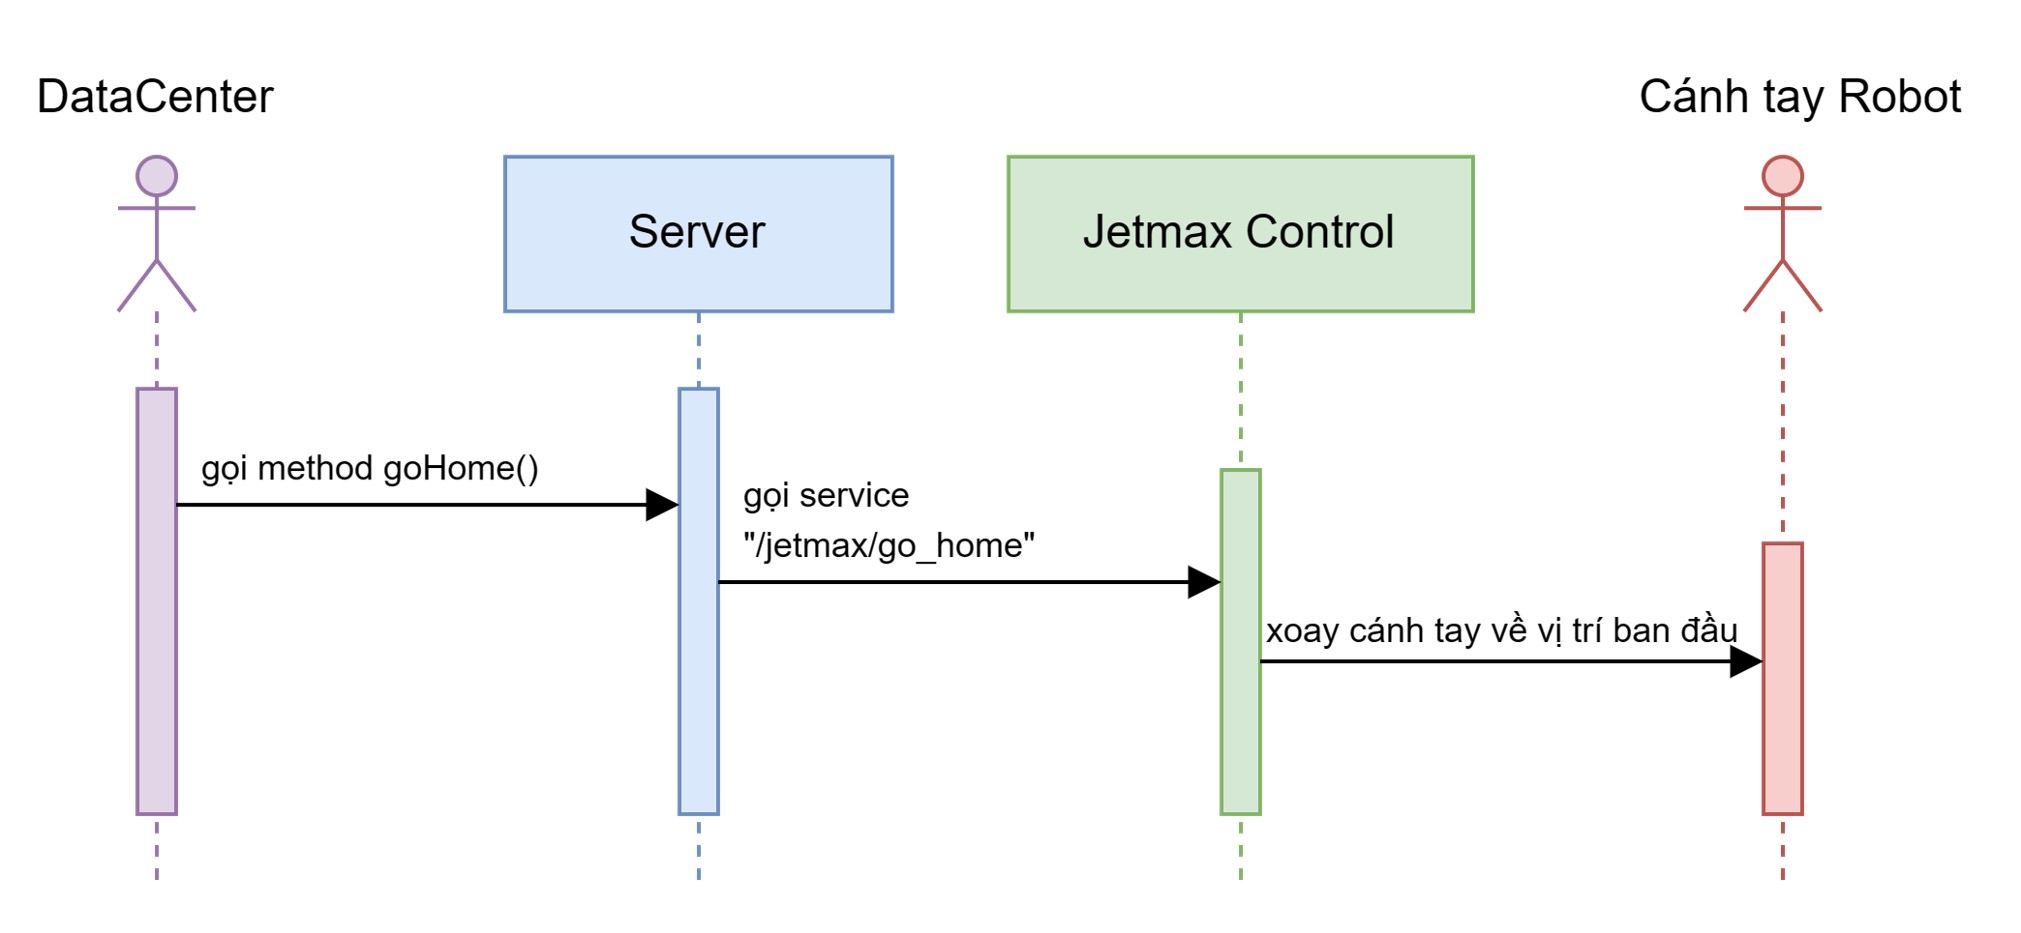 DataCenter
Cánh tay Robot
Server
Jetmax Control
gọi method goHome()
gọi service
"/jetmax/go_home"
xoay cánh tay về vị trí ban đầu